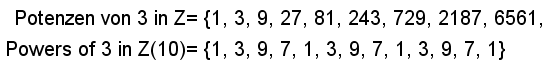 Potenzen von 3 in Z= {1, 3, 9, 27, 81, 243, 729, 2187, 6561,
Powers of 3 in Z(10)= {1, 3, 9, 7, 1, 3, 9, 7, 1, 3, 9, 7, 1}